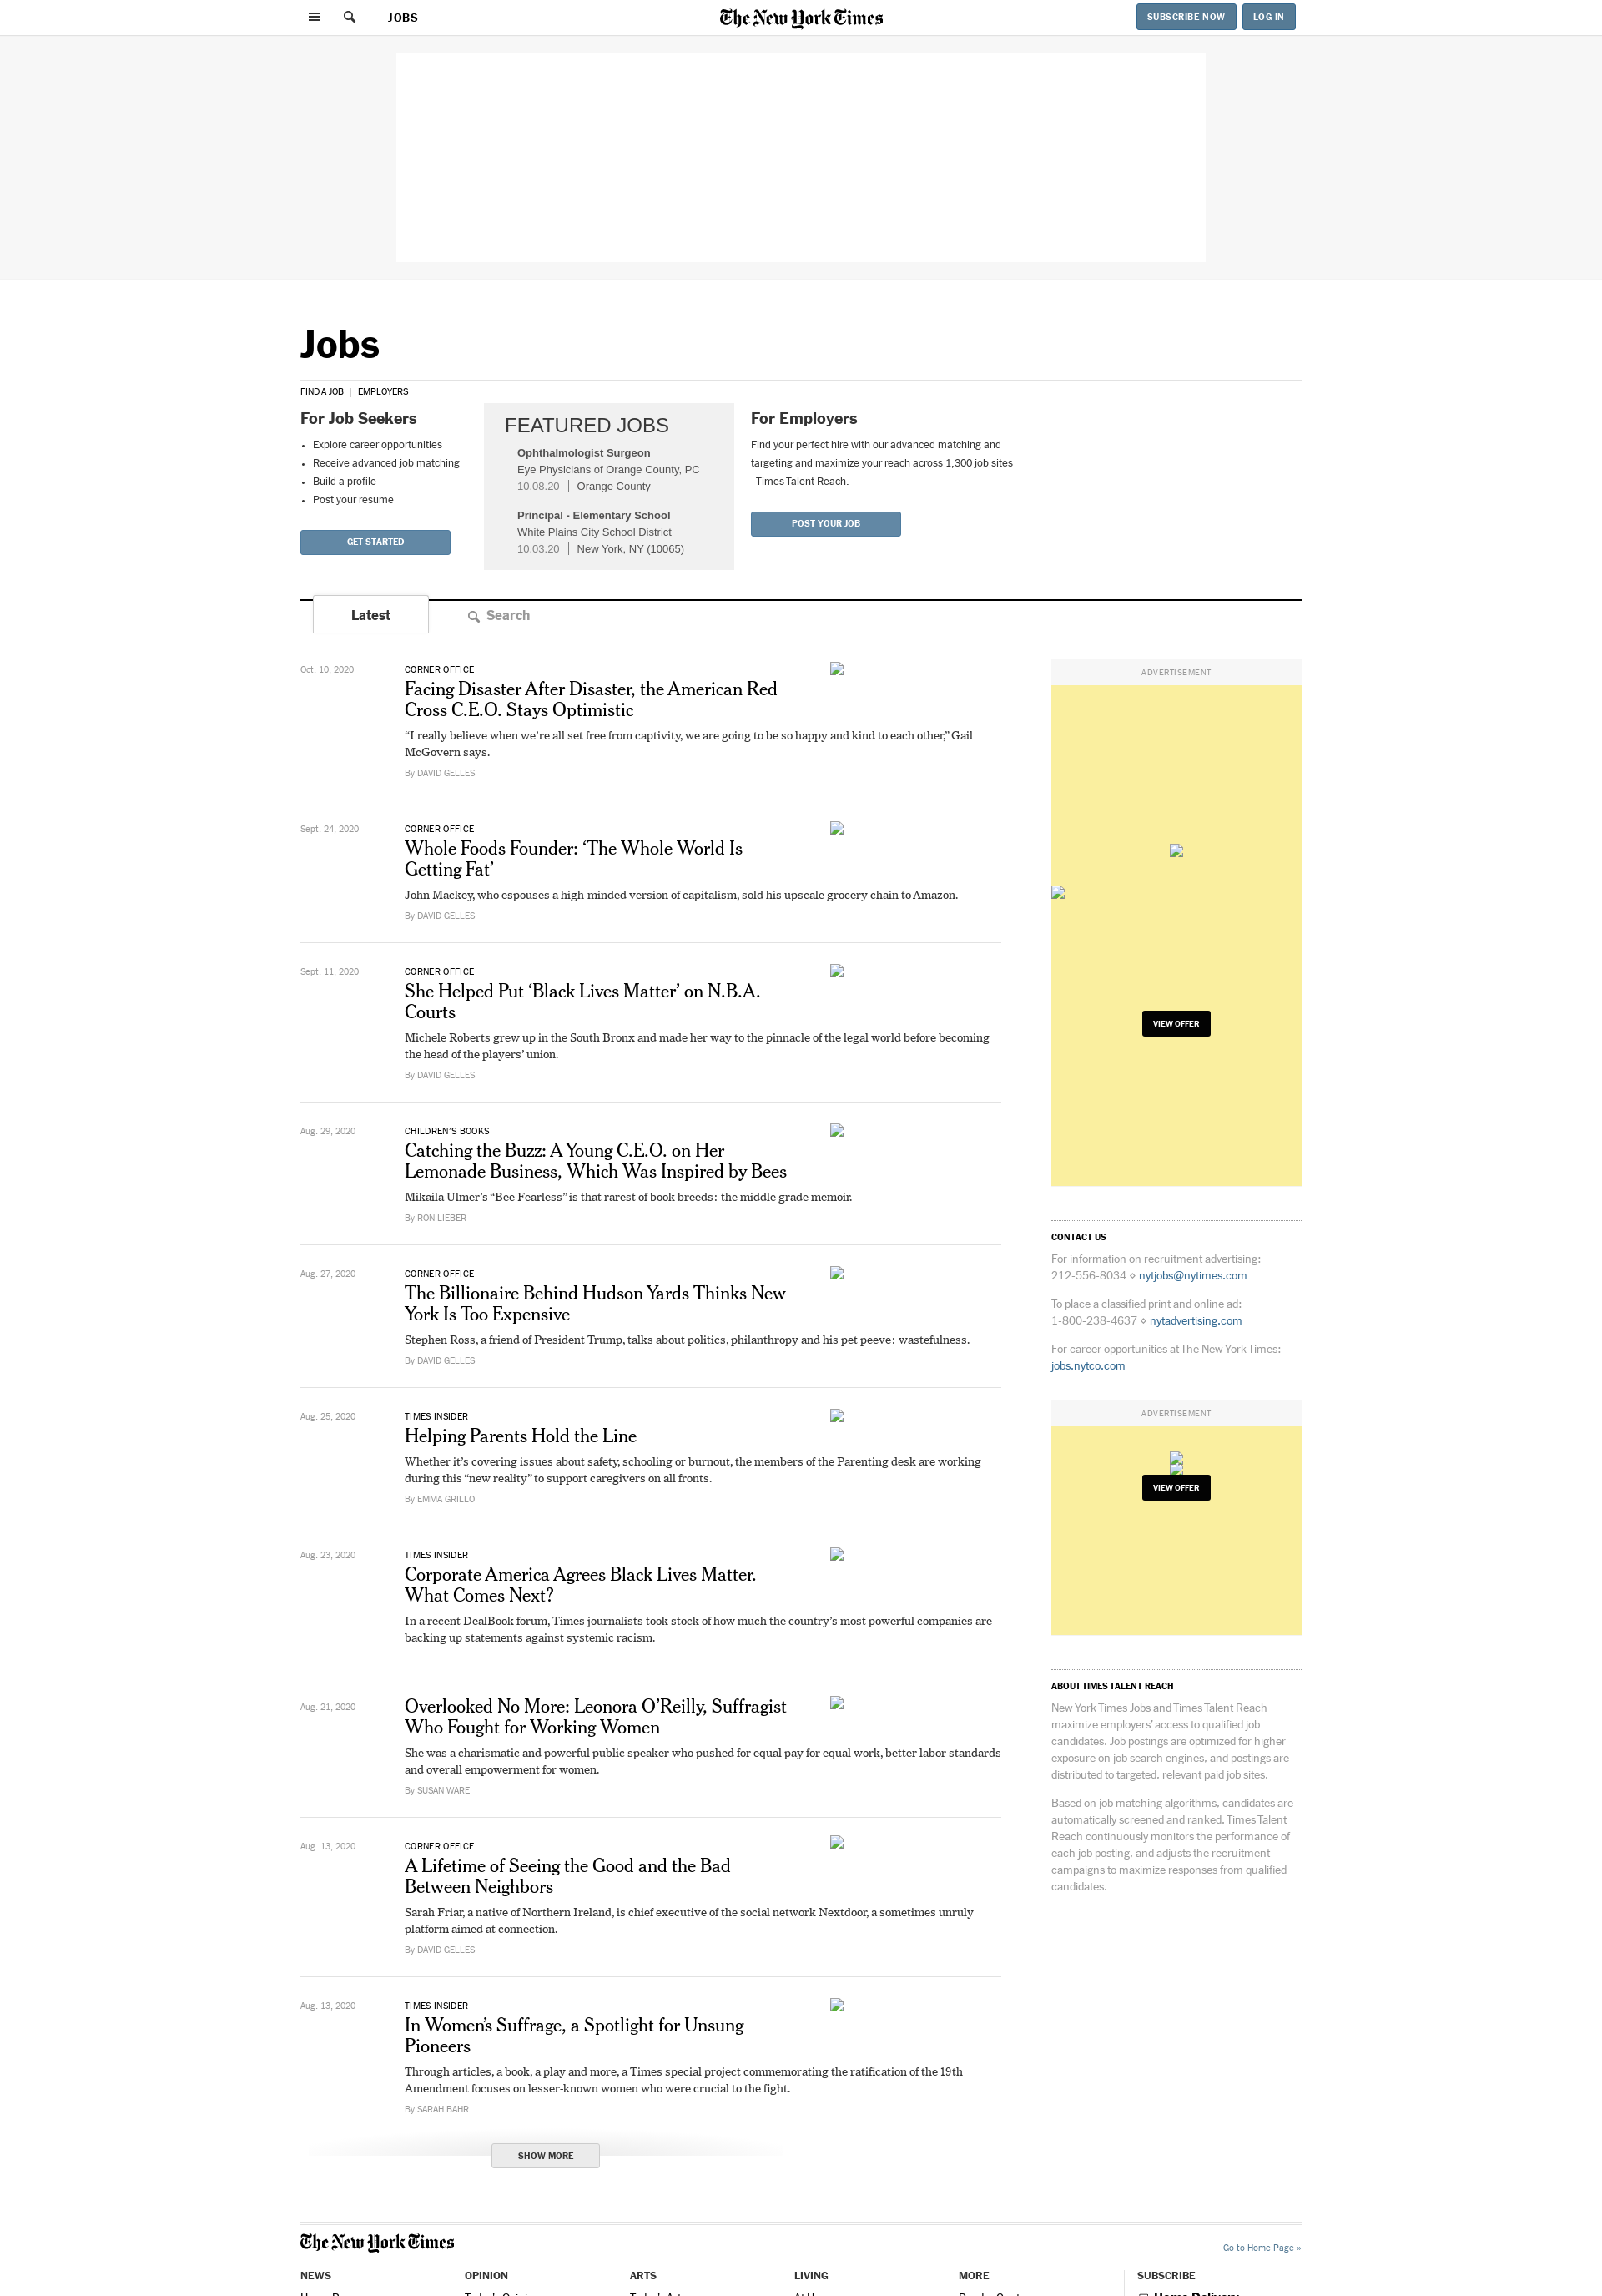 JOBS
The New York Times
SUBSCRIBE NOW
LOG IN
Jobs
FIND A JOB | EMPLOYERS
For Job Seekers
Explore career opportunities
Receive advanced job matching
Build a profile
Post your resume
GET STARTED
FEATURED JOBS
Ophthalmologist Surgeon
Eye Physicians of Orange County, PC
10.08.20 | Orange County
Principal - Elementary School
White Plains City School District
10.03.20 | New York, NY (10065)
For Employers
Find your perfect hire with our advanced matching and
targeting and maximize your reach across 1,300 job sites
- Times Talent Reach.
POST YOUR JOB
Latest
Search
Oct. 10, 2020
CORNER OFFICE
Facing Disaster After Disaster, the American Red
Cross C.E.O. Stays Optimistic
“I really believe when we’re all set free from captivity, we are going to be so happy and kind to each other,” Gail
McGovern says.
By DAVID GELLES
Sept. 24, 2020
CORNER OFFICE
Whole Foods Founder: ‘The Whole World Is
Getting Fat’
John Mackey, who espouses a high-minded version of capitalism, sold his upscale grocery chain to Amazon.
By DAVID GELLES
Sept. 11, 2020
CORNER OFFICE
She Helped Put ‘Black Lives Matter’ on N.B.A.
Courts
Michele Roberts grew up in the South Bronx and made her way to the pinnacle of the legal world before becoming
the head of the players’ union.
By DAVID GELLES
Aug. 29, 2020
CHILDREN’S BOOKS
Catching the Buzz: A Young C.E.O. on Her
Lemonade Business, Which Was Inspired by Bees
Mikaila Ulmer’s “Bee Fearless” is that rarest of book breeds: the middle grade memoir.
By RON LIEBER
Aug. 27, 2020
CORNER OFFICE
The Billionaire Behind Hudson Yards Thinks New
York Is Too Expensive
Stephen Ross, a friend of President Trump, talks about politics, philanthropy and his pet peeve: wastefulness.
By DAVID GELLES
Aug. 25, 2020
TIMES INSIDER
Helping Parents Hold the Line
Whether it’s covering issues about safety, schooling or burnout, the members of the Parenting desk are working
during this “new reality” to support caregivers on all fronts.
By EMMA GRILLO
Aug. 23, 2020
TIMES INSIDER
Corporate America Agrees Black Lives Matter.
What Comes Next?
In a recent DealBook forum, Times journalists took stock of how much the country’s most powerful companies are
backing up statements against systemic racism.
Aug. 21, 2020
Overlooked No More: Leonora O’Reilly, Suffragist
Who Fought for Working Women
She was a charismatic and powerful public speaker who pushed for equal pay for equal work, better labor standards
and overall empowerment for women.
By SUSAN WARE
Aug. 13, 2020
CORNER OFFICE
A Lifetime of Seeing the Good and the Bad
Between Neighbors
Sarah Friar, a native of Northern Ireland, is chief executive of the social network Nextdoor, a sometimes unruly
platform aimed at connection.
By DAVID GELLES
Aug. 13, 2020
TIMES INSIDER
In Women’s Suffrage, a Spotlight for Unsung
Pioneers
Through articles, a book, a play and more, a Times special project commemorating the ratification of the 19th
Amendment focuses on lesser-known women who were crucial to the fight.
By SARAH BAHR
SHOW MORE
ADVERTISEMENT
VIEW OFFER
CONTACT US
For information on recruitment advertising:
212-556-8034 ⋄ nytjobs@nytimes.com
To place a classified print and online ad:
1-800-238-4637 ⋄ nytadvertising.com
For career opportunities at The New York Times:
jobs.nytco.com
ADVERTISEMENT
VIEW OFFER
ABOUT TIMES TALENT REACH
New York Times Jobs and Times Talent Reach
maximize employers’ access to qualified job
candidates. Job postings are optimized for higher
exposure on job search engines, and postings are
distributed to targeted, relevant paid job sites.
Based on job matching algorithms, candidates are
automatically screened and ranked. Times Talent
Reach continuously monitors the performance of
each job posting, and adjusts the recruitment
campaigns to maximize responses from qualified
candidates.
The New York Times
Go to Home Page »
NEWS
OPINION
ARTS
LIVING
MORE
SUBSCRIBE